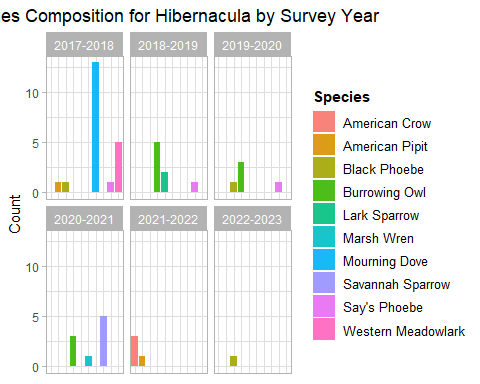 es Composition for Hibernacula by Survey Year
2017-2018 2018-2019 2019-2020
10
5
0
2020-2021 2021-2022 2022-2023
10
5
0
Count
Species
American Crow
American Pipit
Black Phoebe
Burrowing Owl
Lark Sparrow
Marsh Wren
Mourning Dove
Savannah Sparrow
Say's Phoebe
Western Meadowlark